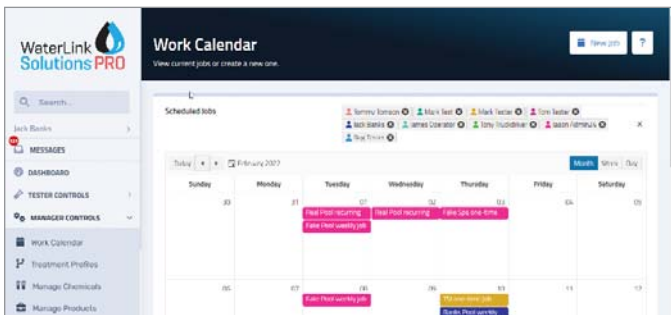 WaterLink
Solutions PRO
Work Calendar
View current jobs or create a new one.
New job
?
Search...
Jack Banks
MESSAGES
DASHBOARD
TESTER CONTROLS
MANAGER CONTROLS
Work Calendar
Treatment Profiles
Manage Chemicals
Manage Products
Scheduled Jobs
Tommy Tomson Mark Test Mark Tester Tom Tester
Jack Banks James Operator Tony Truckdriver Jason AdminUs
Tester
Today February 2022
Month Week Day
Sunday Monday Tuesday Wednesday Thursday Friday Saturday
30 31 01 02 03 04 05
Real Pool recurring Real Pool recurring Fake Spa one-time
Fake Pool weekly job
06 07 08 09 10 11 12
Fake Pool weekly job
one-time job
Banks Pool weekly